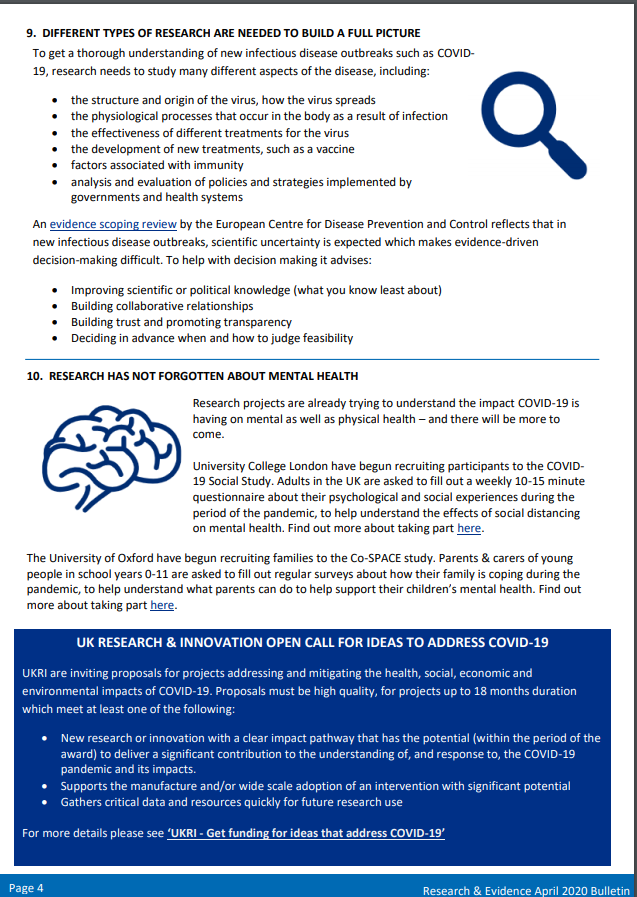 9. DIFFERENT TYPES OF RESEARCH ARE NEEDED TO BUILD A FULL PICTURE
To get a thorough understanding of new infectious disease outbreaks such as COVID-
19, research needs to study many different aspects of the disease, including:
• the structure and origin of the virus, how the virus spreads
• the physiological processes that occur in the body as a result of infection
• the effectiveness of different treatments for the virus
• the development of new treatments, such as a vaccine
• factors associated with immunity
• analysis and evaluation of policies and strategies implemented by
governments and health systems
An evidence scoping review by the European Centre for Disease Prevention and Control reflects that in
new infectious disease outbreaks, scientific uncertainty is expected which makes evidence-driven
decision-making difficult. To help with decision making it advises:
• Improving scientific or political knowledge (what you know least about)
• Building collaborative relationships
• Building trust and promoting transparency
• Deciding in advance when and how to judge feasibility
10. RESEARCH HAS NOT FORGOTTEN ABOUT MENTAL HEALTH
Research projects are already trying to understand the impact COVID-19 is
having on mental as well as physical health – and there will be more to
come.
University College London have begun recruiting participants to the COVID-
19 Social Study. Adults in the UK are asked to fill out a weekly 10-15 minute
questionnaire about their psychological and social experiences during the
period of the pandemic, to help understand the effects of social distancing
on mental health. Find out more about taking part here.
The University of Oxford have begun recruiting families to the Co-SPACE study. Parents & carers of young
people in school years 0-11 are asked to fill out regular surveys about how their family is coping during the
pandemic, to help understand what parents can do to help support their children's mental health. Find out
more about taking part here.
UK RESEARCH & INNOVATION OPEN CALL FOR IDEAS TO ADDRESS COVID-19
UKRI are inviting proposals for projects addressing and mitigating the health, social, economic and
environmental impacts of COVID-19. Proposals must be high quality, for projects up to 18 months duration
which meet at least one of the following:
• New research or innovation with a clear impact pathway that has the potential (within the period of the
award) to deliver a significant contribution to the understanding of, and response to, the COVID-19
pandemic and its impacts.
• Supports the manufacture and/or wide scale adoption of an intervention with significant potential
• Gathers critical data and resources quickly for future research use
For more details please see 'UKRI - Get funding for ideas that address COVID-19'
Page 4
Research & Evidence April 2020 Bulletin